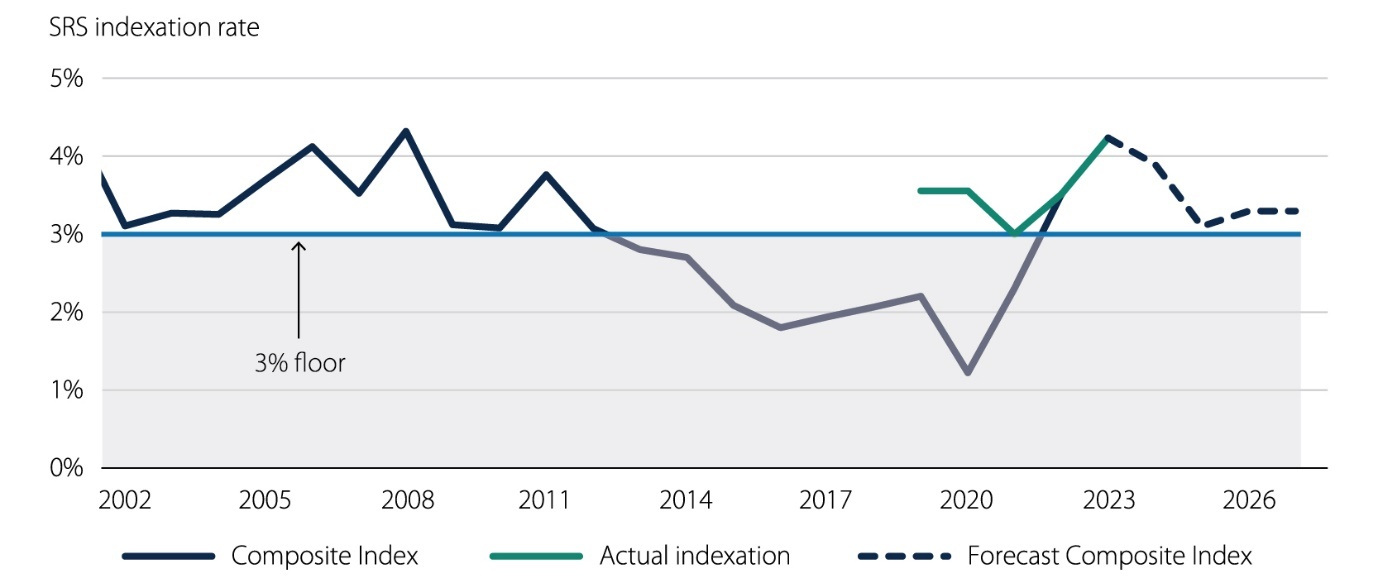 SRS indexation rate
5%
4%
3%
2%
1%
0%
3% floor
2002 2005 2008 2011 2014 2017 2020 2023 2026
Composite Index Actual indexation Forecast Composite Index